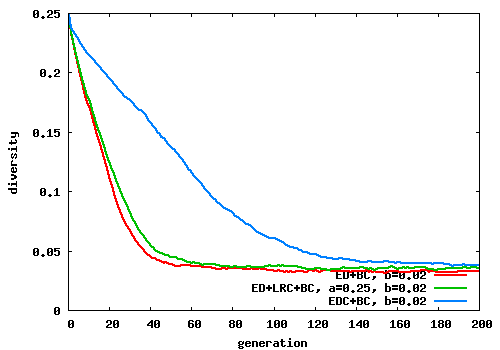 0.25
0.2
0.15
0.1
0.05
0
diversity
0 20 40 60 80 100 120 140 160 180 200
generation
ED+BC, b=0.02
ED+LRC+BC, a=0.25, b=0.02
EDC+BC, b=0.02